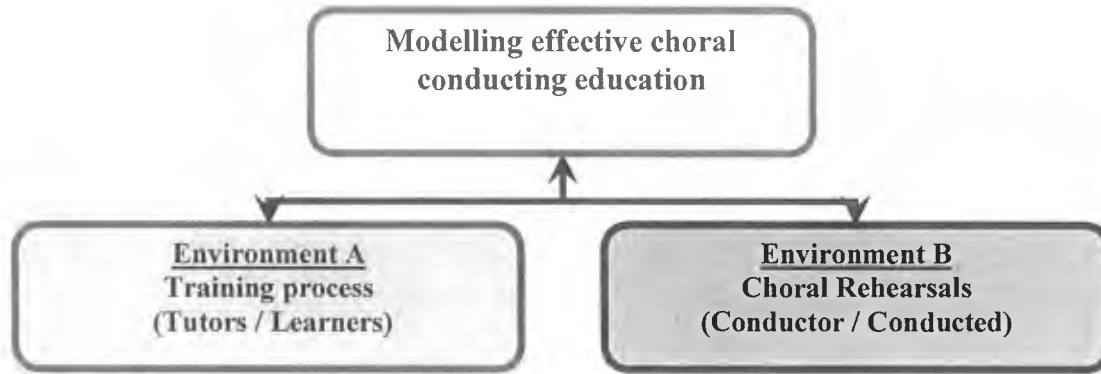 Modelling effective choral
conducting education
Environment A
Training process
(Tutors / Learners)
Environment B
Choral Rehearsals
(Conductor / Conducted)